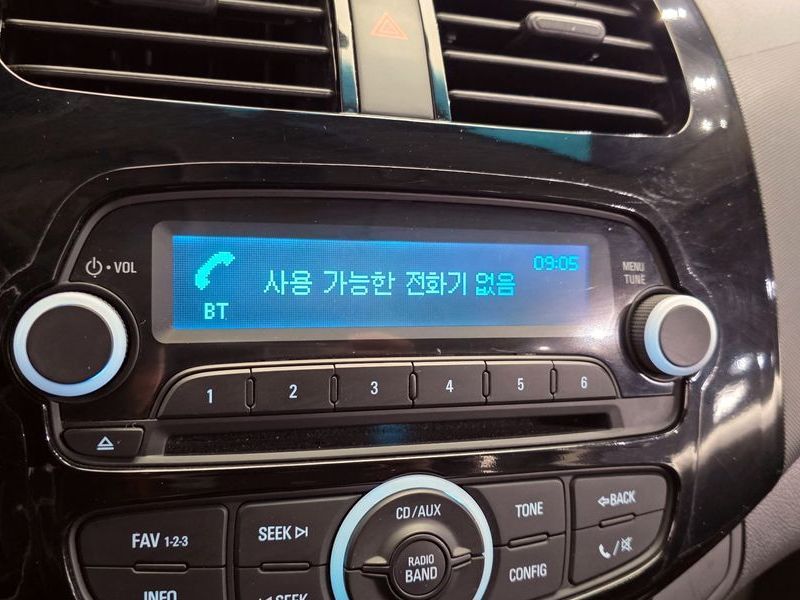 09:05
사용 가능한 전화기 없음
BT
VOL
MENU
TUNE
1 2 3 4 5 6
FAV 1-2-3
SEEK
CD/AUX
TONE
BACK
RADIO
BAND
CONFIG
INFO
SEEK